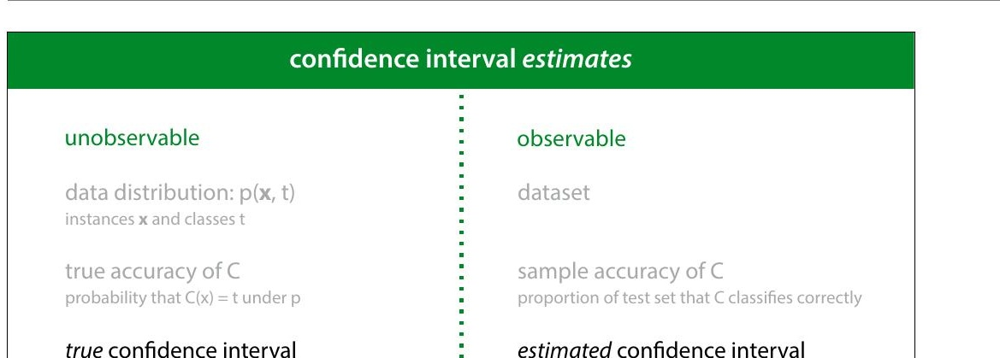 confidence interval estimates
unobservable
observable
data distribution: p(x, t)
instances x and classes t
dataset
true accuracy of C
probability that C(x) = t under p
sample accuracy of C
proportion of test set that C classifies correctly
true confidence interval
estimated confidence interval